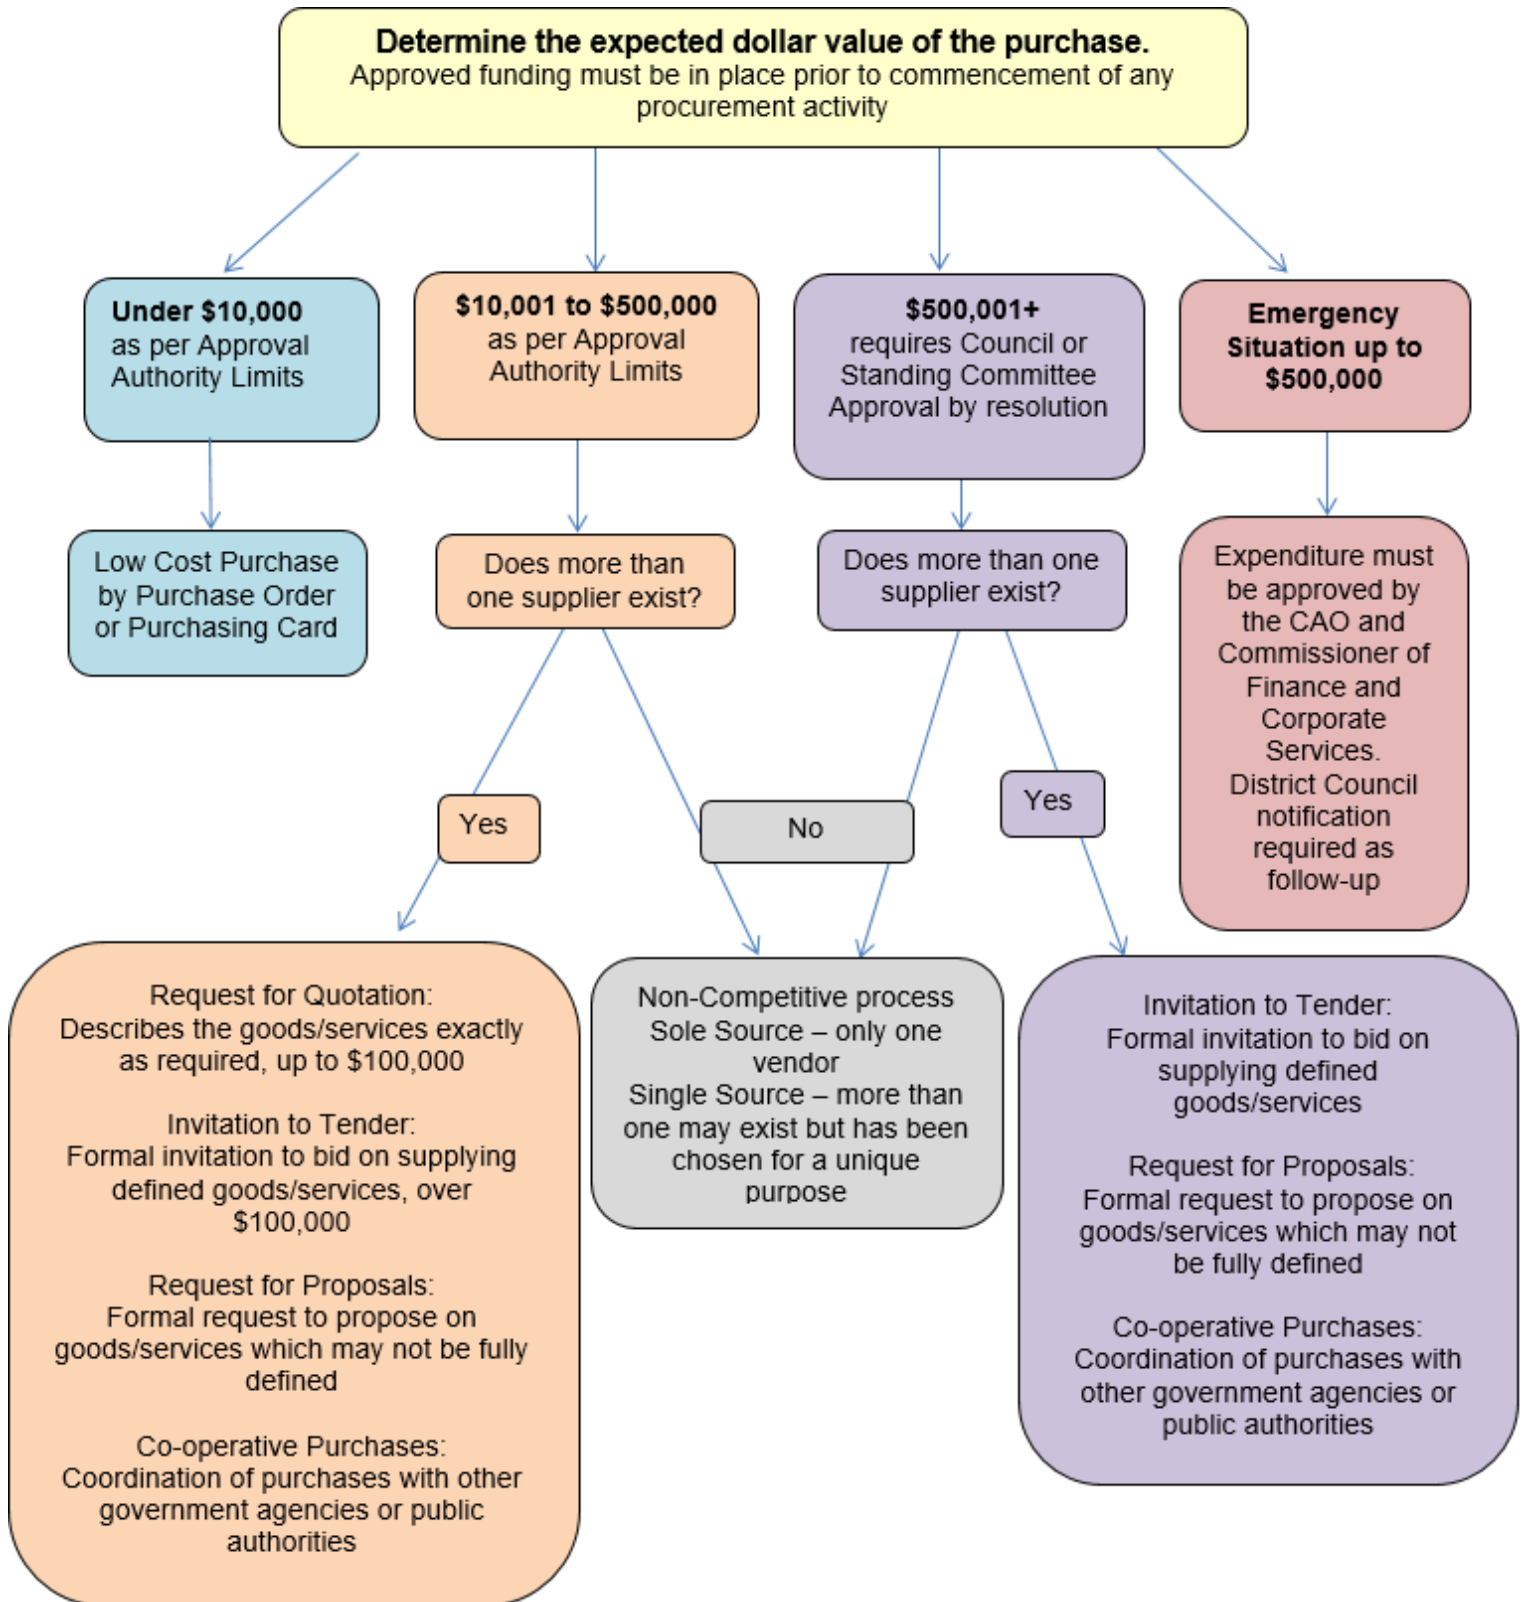 Determine the expected dollar value of the purchase.
Approved funding must be in place prior to commencement of any
procurement activity
Under $10,000
as per Approval
Authority Limits
$10,001 to $500,000
as per Approval
Authority Limits
$500,001+
requires Council or
Standing Committee
Approval by resolution
Emergency
Situation up to
$500,000
Low Cost Purchase
by Purchase Order
or Purchasing Card
Does more than
one supplier exist?
Does more than one
supplier exist?
Expenditure must
be approved by
the CAO and
Commissioner of
Finance and
Corporate
Services.
District Council
notification
required as
follow-up
Yes
No
Yes
Request for Quotation:
Describes the goods/services exactly
as required, up to $100,000
Invitation to Tender:
Formal invitation to bid on supplying
defined goods/services, over
$100,000
Request for Proposals:
Formal request to propose on
goods/services which may not be fully
defined
Co-operative Purchases:
Coordination of purchases with other
government agencies or public
authorities
Non-Competitive process
Sole Source – only one
vendor
Single Source – more than
one may exist but has been
chosen for a unique
purpose
Invitation to Tender:
Formal invitation to bid on
supplying defined
goods/services
Request for Proposals:
Formal request to propose on
goods/services which may not
be fully defined
Co-operative Purchases:
Coordination of purchases with
other government agencies or
public authorities